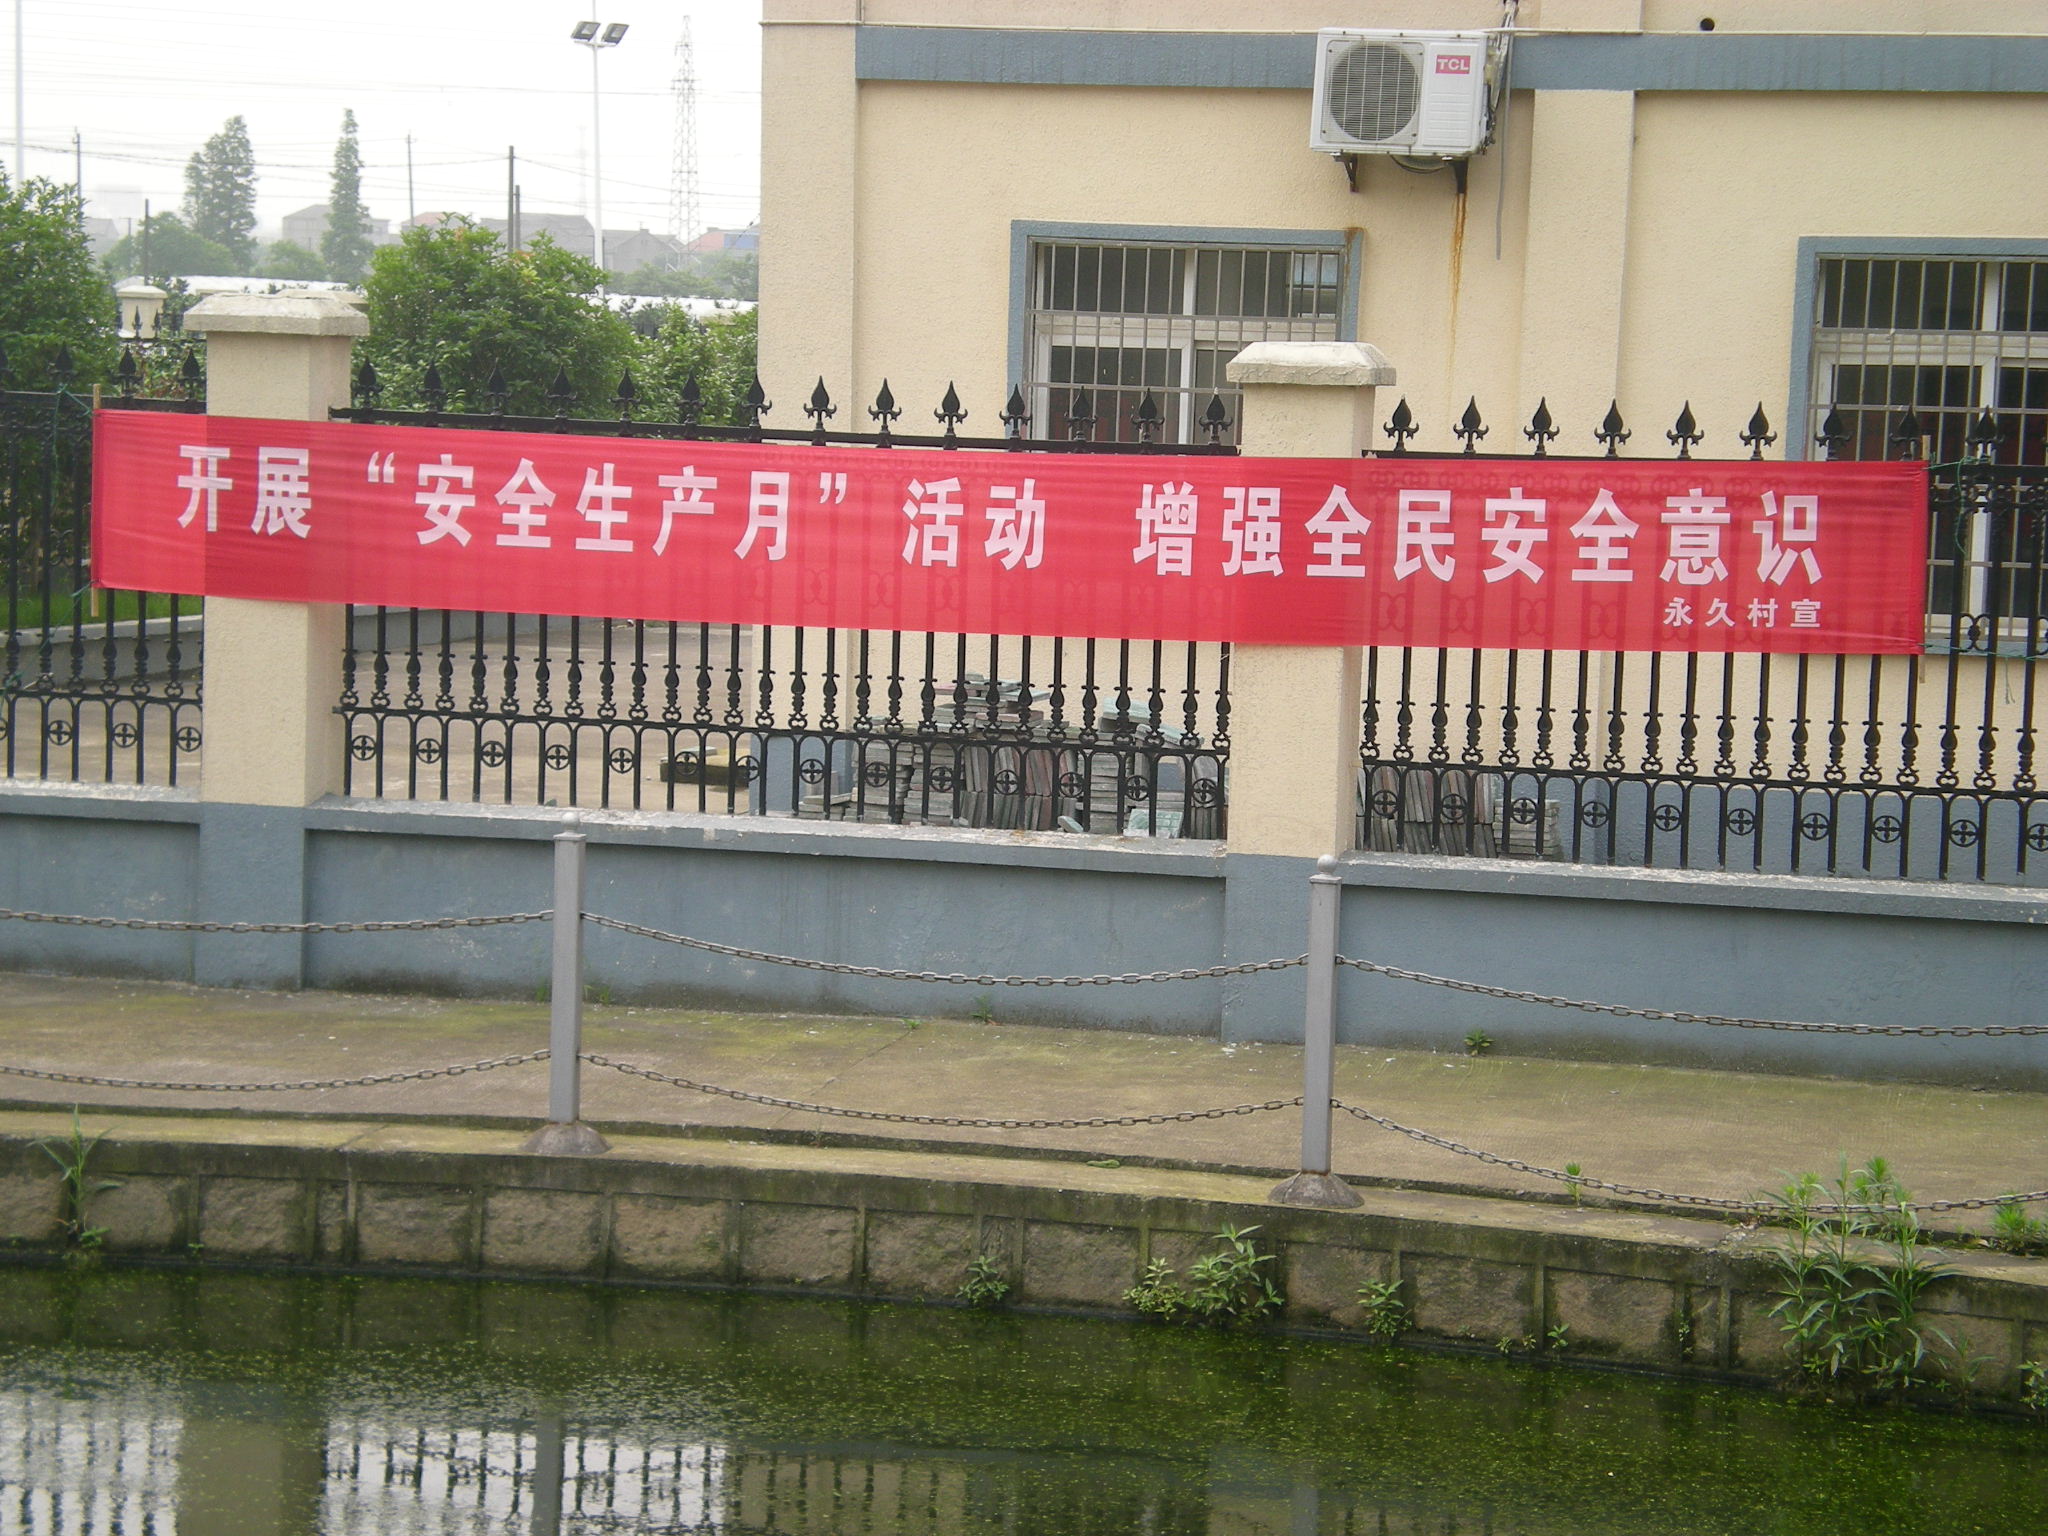 TCL
开展“安全生产月”活动 增强全民安全意识
永久村宣